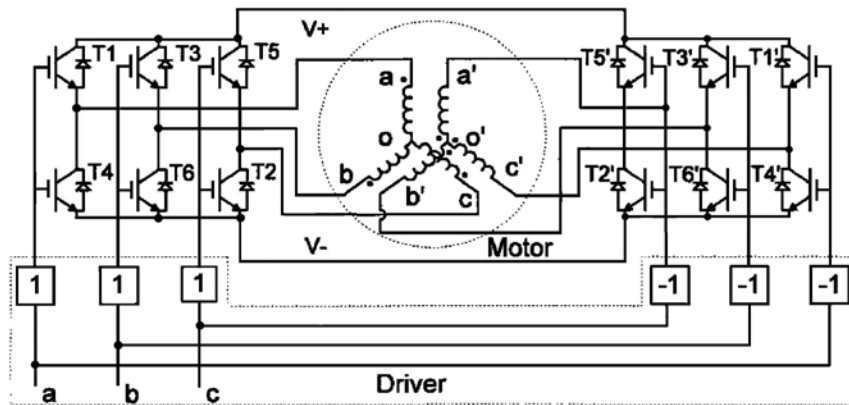 V+
T1 T3 T5 T5' T3' T1'
a a'
o o'
T4 T6 T2 b b' c c' T2' T6' T4'
V- Motor
1 1 1 -1 -1 -1
a b c Driver